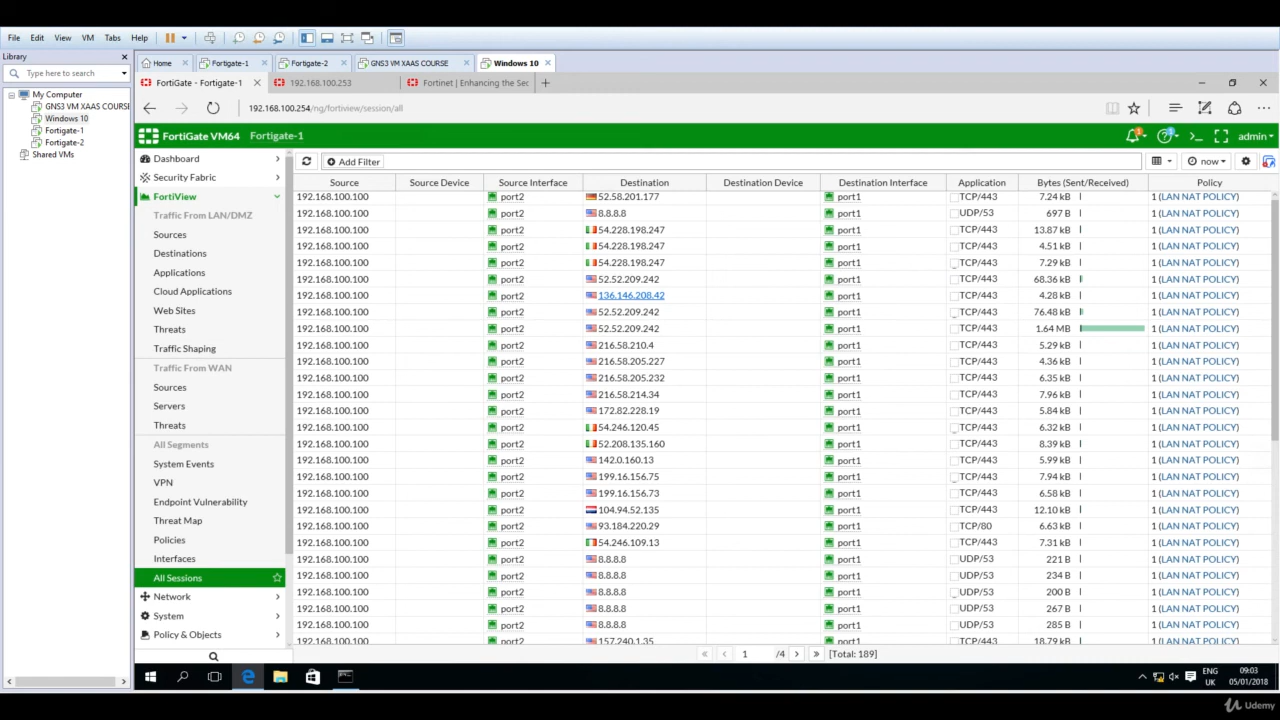 File Edit View VM Tabs Help
Library
Type here to search
My Computer
GNS3 VM XAAS COURSE
Windows 10
Fortigate-1
Fortigate-2
Shared VMs
Home Fortigate-1 Fortigate-2 GNS3 VM XAAS COURSE Windows 10
FortiGate - Fortigate-1 192.168.100.253 Fortinet | Enhancing the Sec
192.168.100.254/ng/fortiview/session/all
FortiGate VM64 Fortigate-1 admin
Dashboard
Security Fabric
FortiView
Traffic From LAN/DMZ
Sources
Destinations
Applications
Cloud Applications
Web Sites
Threats
Traffic Shaping
Traffic From WAN
Sources
Servers
Threats
All Segments
System Events
VPN
Endpoint Vulnerability
Threat Map
Policies
Interfaces
All Sessions
Network
System
Policy & Objects
Add Filter now
Source Source Device Source Interface Destination Destination Device Destination Interface Application Bytes (Sent/Received) Policy
192.168.100.100 port2 52.58.201.177 port1 TCP/443 7.24 kB 1 (LAN NAT POLICY)
192.168.100.100 port2 8.8.8.8 port1 UDP/53 697 B 1 (LAN NAT POLICY)
192.168.100.100 port2 54.228.198.247 port1 TCP/443 13.87 kB 1 (LAN NAT POLICY)
192.168.100.100 port2 54.228.198.247 port1 TCP/443 4.51 kB 1 (LAN NAT POLICY)
192.168.100.100 port2 54.228.198.247 port1 TCP/443 7.29 kB 1 (LAN NAT POLICY)
192.168.100.100 port2 52.52.209.242 port1 TCP/443 68.36 kB 1 (LAN NAT POLICY)
192.168.100.100 port2 136.146.208.42 port1 TCP/443 4.28 kB 1 (LAN NAT POLICY)
192.168.100.100 port2 52.52.209.242 port1 TCP/443 76.48 kB 1 (LAN NAT POLICY)
192.168.100.100 port2 52.52.209.242 port1 TCP/443 1.64 MB 1 (LAN NAT POLICY)
192.168.100.100 port2 216.58.210.4 port1 TCP/443 5.29 kB 1 (LAN NAT POLICY)
192.168.100.100 port2 216.58.205.227 port1 TCP/443 4.36 kB 1 (LAN NAT POLICY)
192.168.100.100 port2 216.58.205.232 port1 TCP/443 6.35 kB 1 (LAN NAT POLICY)
192.168.100.100 port2 216.58.214.34 port1 TCP/443 7.96 kB 1 (LAN NAT POLICY)
192.168.100.100 port2 172.82.228.19 port1 TCP/443 5.84 kB 1 (LAN NAT POLICY)
192.168.100.100 port2 54.246.120.45 port1 TCP/443 6.32 kB 1 (LAN NAT POLICY)
192.168.100.100 port2 52.208.135.160 port1 TCP/443 8.39 kB 1 (LAN NAT POLICY)
192.168.100.100 port2 142.0.160.13 port1 TCP/443 5.99 kB 1 (LAN NAT POLICY)
192.168.100.100 port2 199.16.156.75 port1 TCP/443 7.94 kB 1 (LAN NAT POLICY)
192.168.100.100 port2 199.16.156.73 port1 TCP/443 6.58 kB 1 (LAN NAT POLICY)
192.168.100.100 port2 104.94.52.135 port1 TCP/443 12.10 kB 1 (LAN NAT POLICY)
192.168.100.100 port2 93.184.220.29 port1 TCP/80 6.63 kB 1 (LAN NAT POLICY)
192.168.100.100 port2 54.246.109.13 port1 TCP/443 7.31 kB 1 (LAN NAT POLICY)
192.168.100.100 port2 8.8.8.8 port1 UDP/53 221 B 1 (LAN NAT POLICY)
192.168.100.100 port2 8.8.8.8 port1 UDP/53 234 B 1 (LAN NAT POLICY)
192.168.100.100 port2 8.8.8.8 port1 UDP/53 200 B 1 (LAN NAT POLICY)
192.168.100.100 port2 8.8.8.8 port1 UDP/53 267 B 1 (LAN NAT POLICY)
192.168.100.100 port2 8.8.8.8 port1 UDP/53 285 B 1 (LAN NAT POLICY)
192.168.100.100 port2 157.240.1.35 port1 TCP/443 18.79 kB 1 (LAN NAT POLICY)
1 /4 [Total: 189]
ENG 09:03
UK 05/01/2018
Udemy